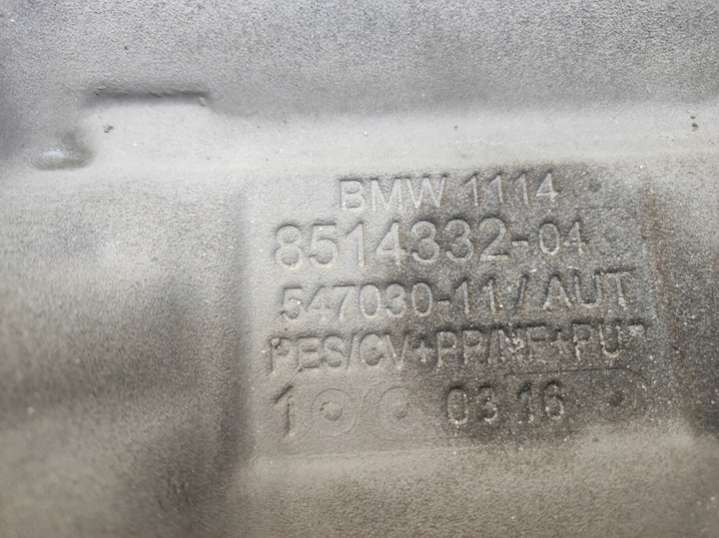 BMW 1114
8514332-04
547030-11/AUT
PES/CV+PP/NF+PU
1 03 16